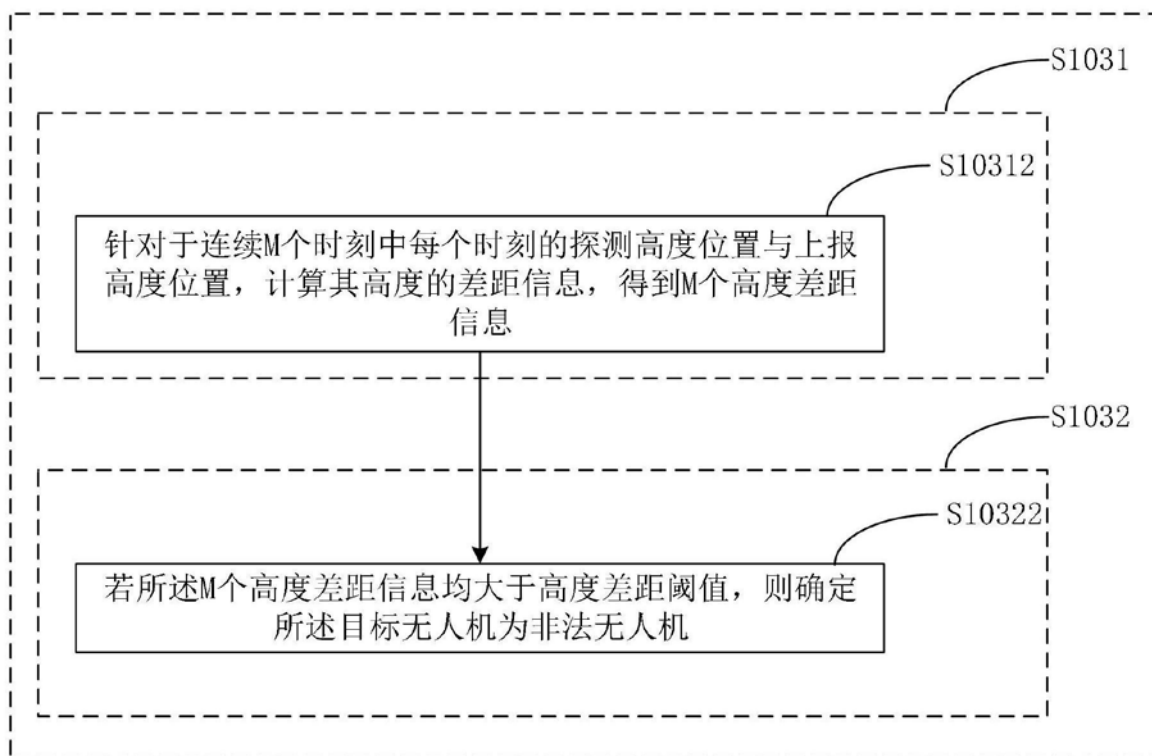 S1031
S10312
针对于连续M个时刻中每个时刻的探测高度位置与上报
高度位置，计算其高度的差距信息，得到M个高度差距
信息
S1032
S10322
若所述M个高度差距信息均大于高度差距阈值，则确定
所述目标无人机为非法无人机